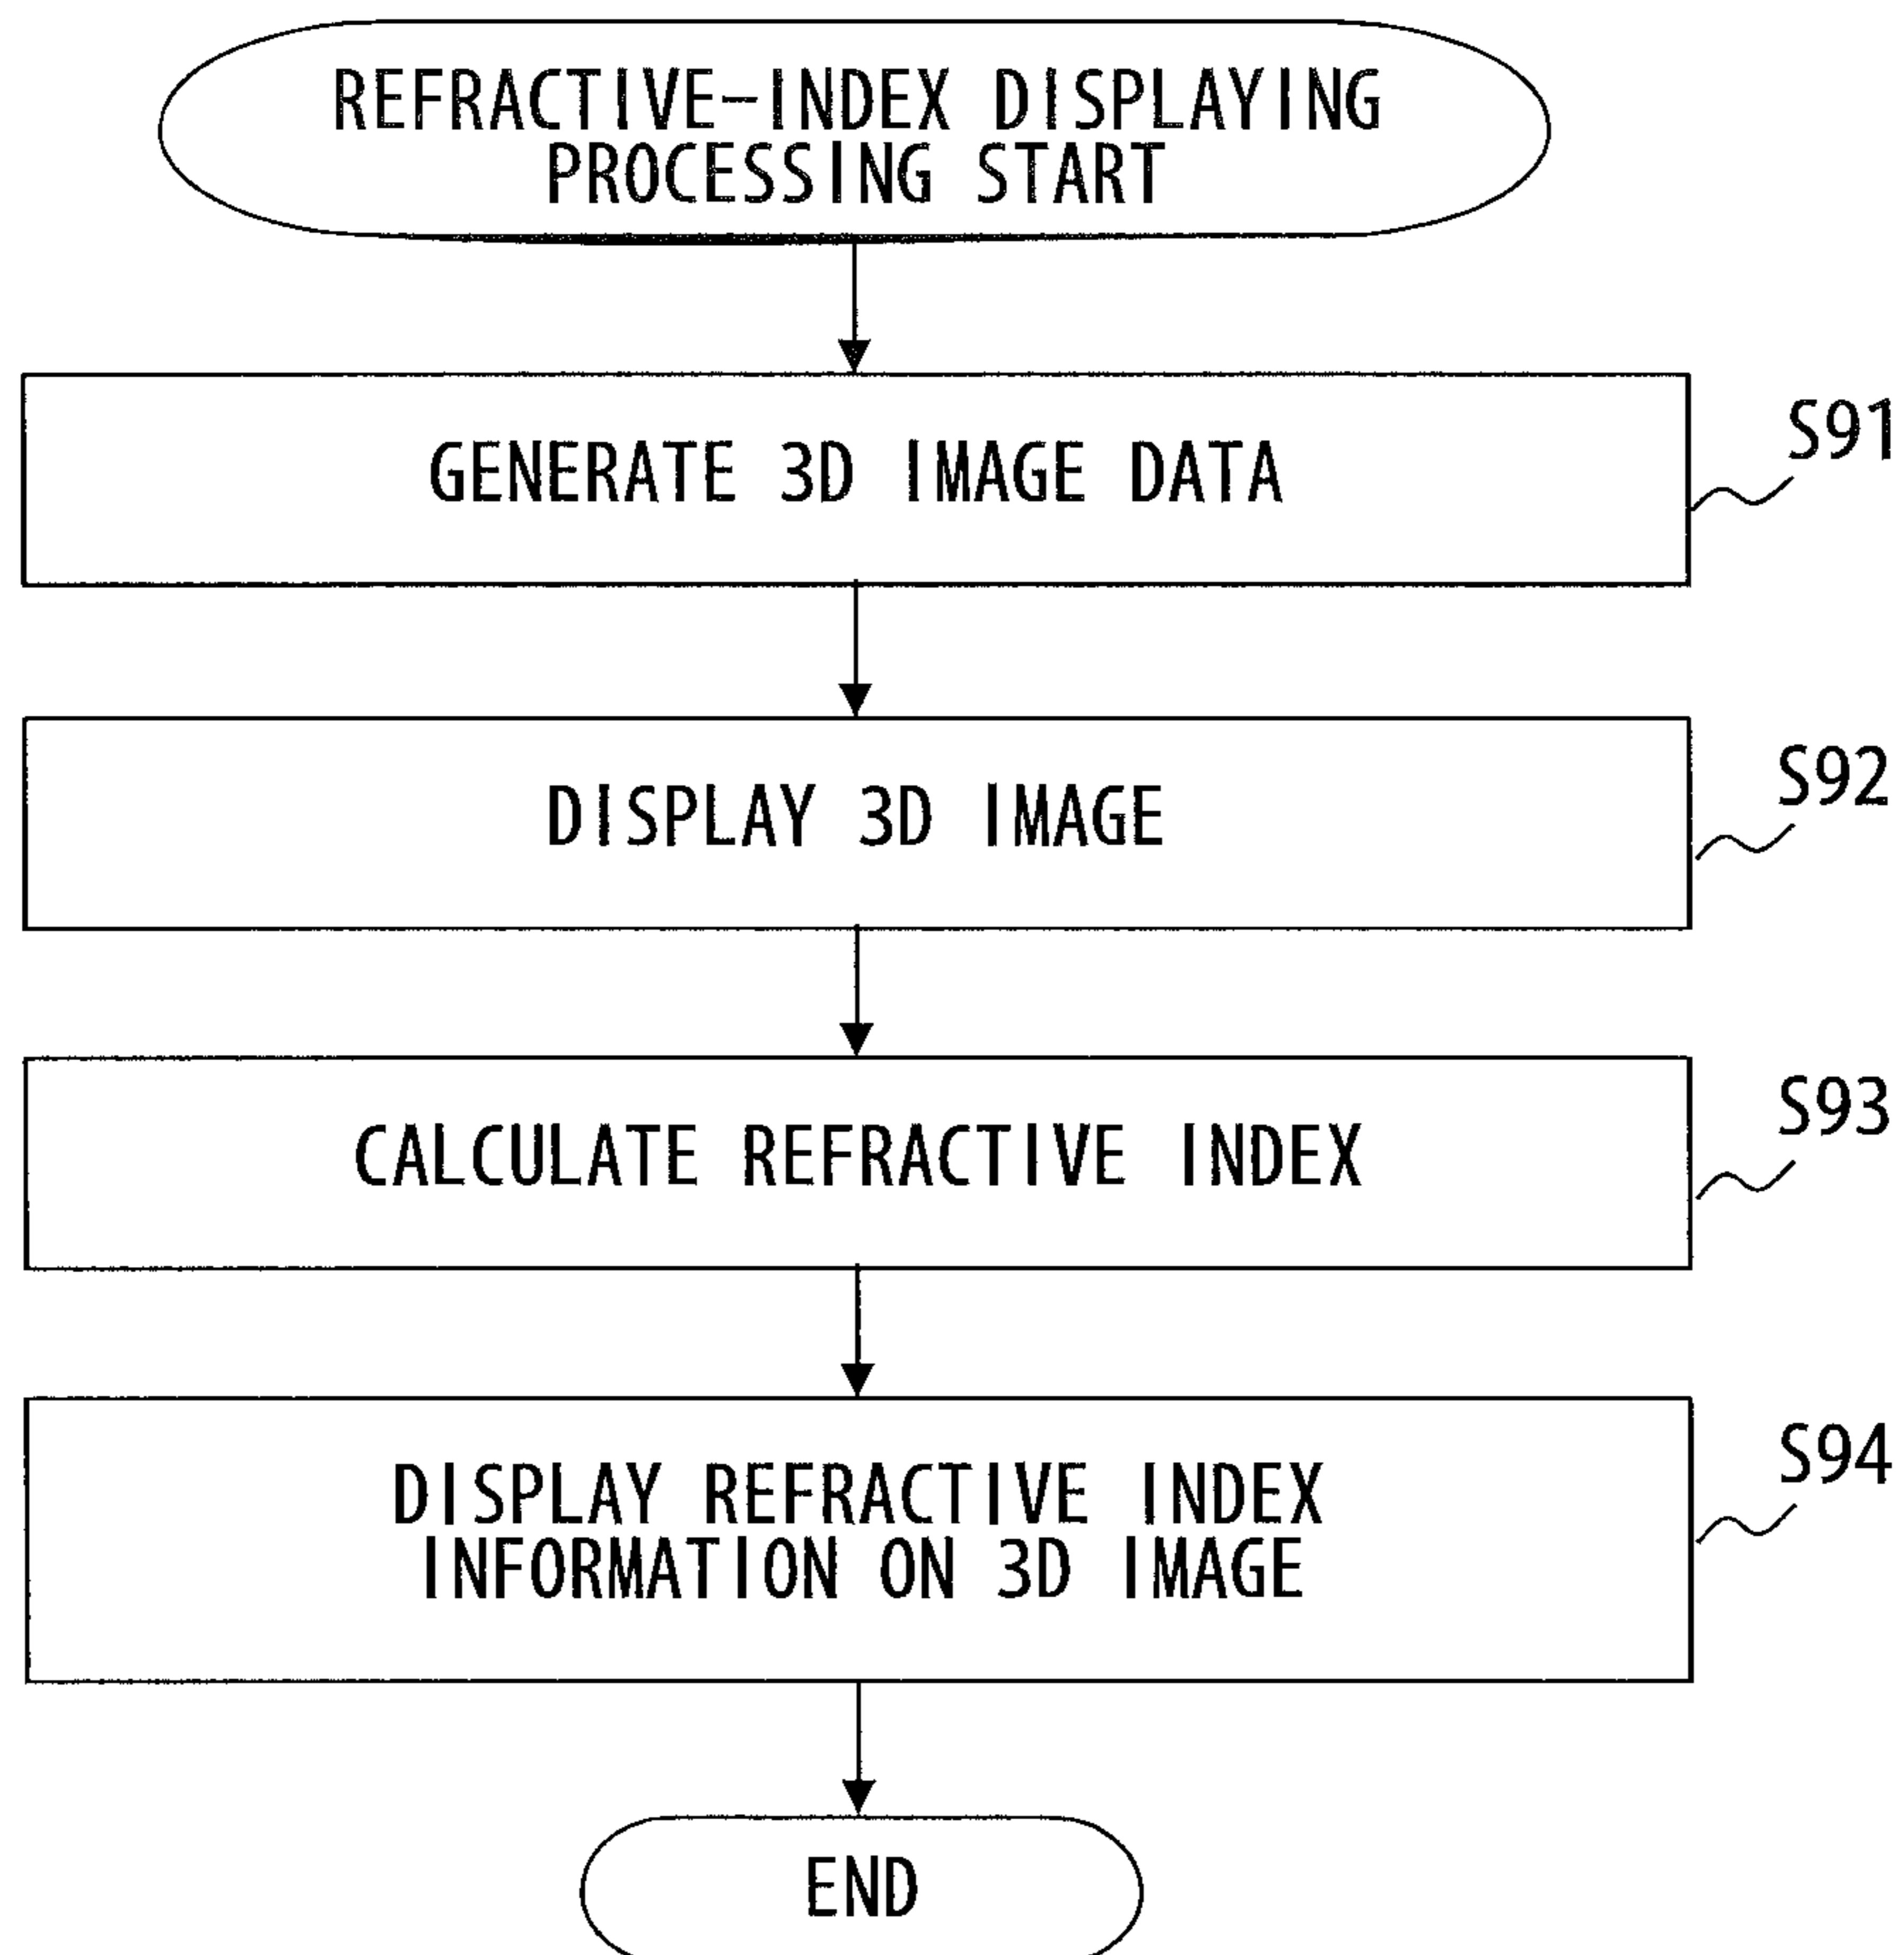 REFRACTIVE-INDEX DISPLAYING
PROCESSING START
GENERATE 3D IMAGE DATA
S91
DISPLAY 3D IMAGE
S92
CALCULATE REFRACTIVE INDEX
S93
DISPLAY REFRACTIVE INDEX
INFORMATION ON 3D IMAGE
S94
END